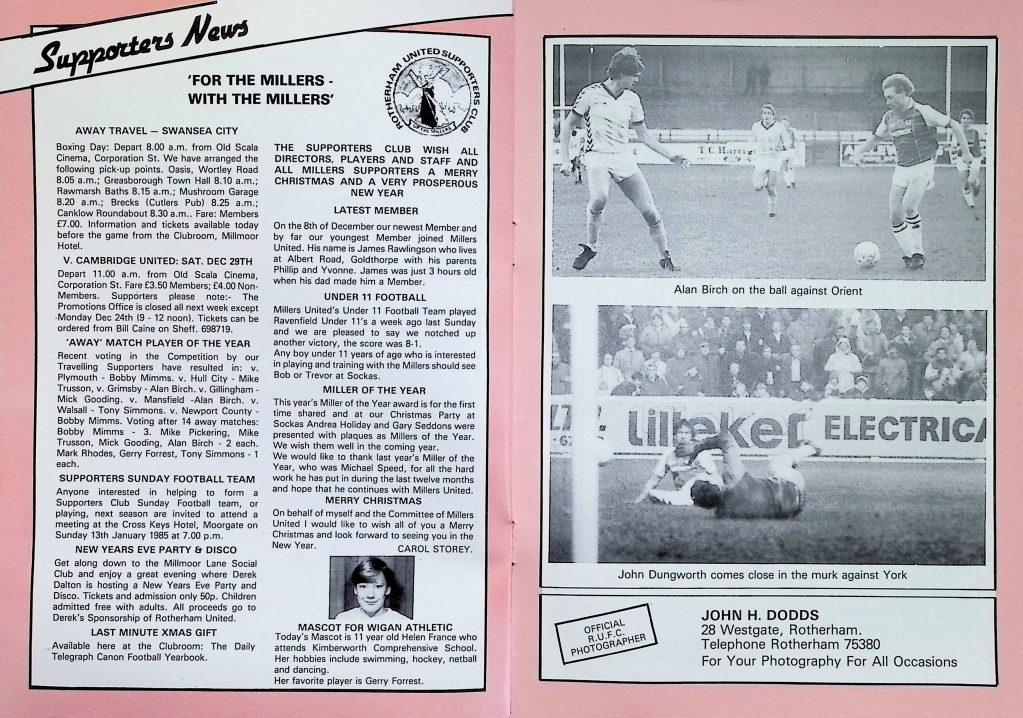 Supporters News
'FOR THE MILLERS -
WITH THE MILLERS'
ROTHERHAM UNITED SUPPORTERS CLUB
UP THE MILLERS
AWAY TRAVEL — SWANSEA CITY
Boxing Day: Depart 8.00 a.m. from Old Scala
Cinema, Corporation St. We have arranged the
following pick-up points. Oasis, Wortley Road
8.05 a.m.; Greasborough Town Hall 8.10 a.m.;
Rawmarsh Baths 8.15 a.m.; Mushroom Garage
8.20 a.m.; Brecks (Cutlers Pub) 8.25 a.m.;
Canklow Roundabout 8.30 a.m.. Fare: Members
£7.00. Information and tickets available today
before the game from the Clubroom, Millmoor
Hotel.
V. CAMBRIDGE UNITED: SAT. DEC 29TH
Depart 11.00 a.m. from Old Scala Cinema,
Corporation St. Fare £3.50 Members; £4.00 Non-
Members. Supporters please note:- The
Promotions Office is closed all next week except
Monday Dec 24th (9 - 12 noon). Tickets can be
ordered from Bill Caine on Sheff. 698719.
'AWAY' MATCH PLAYER OF THE YEAR
Recent voting in the Competition by our
Travelling Supporters have resulted in: v.
Plymouth - Bobby Mimms. v. Hull City - Mike
Trusson, v. Grimsby - Alan Birch. v. Gillingham -
Mick Gooding. v. Mansfield -Alan Birch. v.
Walsall - Tony Simmons. v. Newport County -
Bobby Mimms. Voting after 14 away matches:
Bobby Mimms - 3. Mike Pickering, Mike
Trusson, Mick Gooding, Alan Birch - 2 each.
Mark Rhodes, Gerry Forrest, Tony Simmons - 1
each.
SUPPORTERS SUNDAY FOOTBALL TEAM
Anyone interested in helping to form a
Supporters Club Sunday Football team, or
playing, next season are invited to attend a
meeting at the Cross Keys Hotel, Moorgate on
Sunday 13th January 1985 at 7.00 p.m.
NEW YEARS EVE PARTY & DISCO
Get along down to the Millmoor Lane Social
Club and enjoy a great evening where Derek
Dalton is hosting a New Years Eve Party and
Disco. Tickets and admission only 50p. Children
admitted free with adults. All proceeds go to
Derek's Sponsorship of Rotherham United.
LAST MINUTE XMAS GIFT
Available here at the Clubroom: The Daily
Telegraph Canon Football Yearbook.
THE SUPPORTERS CLUB WISH ALL
DIRECTORS, PLAYERS AND STAFF AND
ALL MILLERS SUPPORTERS A MERRY
CHRISTMAS AND A VERY PROSPEROUS
NEW YEAR
LATEST MEMBER
On the 8th of December our newest Member and
by far our youngest Member joined Millers
United. His name is James Rawlingson who lives
at Albert Road, Goldthorpe with his parents
Phillip and Yvonne. James was just 3 hours old
when his dad made him a Member.
UNDER 11 FOOTBALL
Millers United's Under 11 Football Team played
Ravenfield Under 11's a week ago last Sunday
and we are pleased to say we notched up
another victory, the score was 8-1.
Any boy under 11 years of age who is interested
in playing and training with the Millers should see
Bob or Trevor at Sockas.
MILLER OF THE YEAR
This year's Miller of the Year award is for the first
time shared and at our Christmas Party at
Sockas Andrea Holiday and Gary Seddons were
presented with plaques as Millers of the Year.
We wish them well in the coming year.
We would like to thank last year's Miller of the
Year, who was Michael Speed, for all the hard
work he has put in during the last twelve months
and hope that he continues with Millers United.
MERRY CHRISTMAS
On behalf of myself and the Committee of Millers
United I would like to wish all of you a Merry
Christmas and look forward to seeing you in the
New Year.
CAROL STOREY.
MASCOT FOR WIGAN ATHLETIC
Today's Mascot is 11 year old Helen France who
attends Kimberworth Comprehensive School.
Her hobbies include swimming, hockey, netball
and dancing.
Her favorite player is Gerry Forrest.
T C Harri
Alan Birch on the ball against Orient
Lilleker ELECTRICA
John Dungworth comes close in the murk against York
OFFICIAL
R.U.F.C.
PHOTOGRAPHER
JOHN H. DODDS
28 Westgate, Rotherham.
Telephone Rotherham 75380
For Your Photography For All Occasions